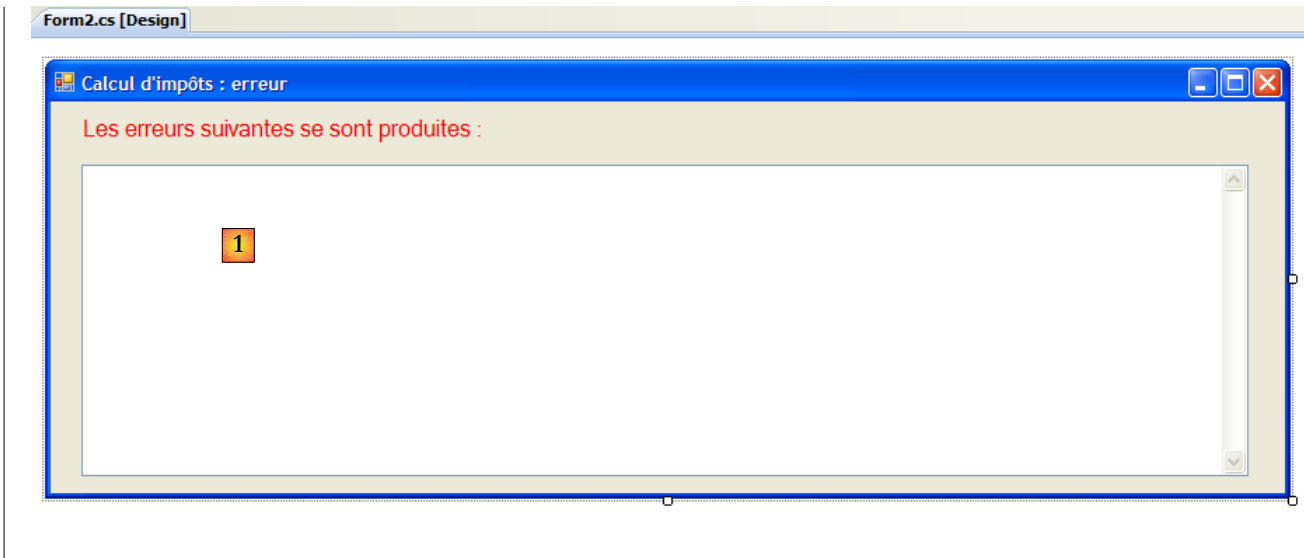 Form2.cs [Design]
Calcul d'impôts : erreur
Les erreurs suivantes se sont produites :
1